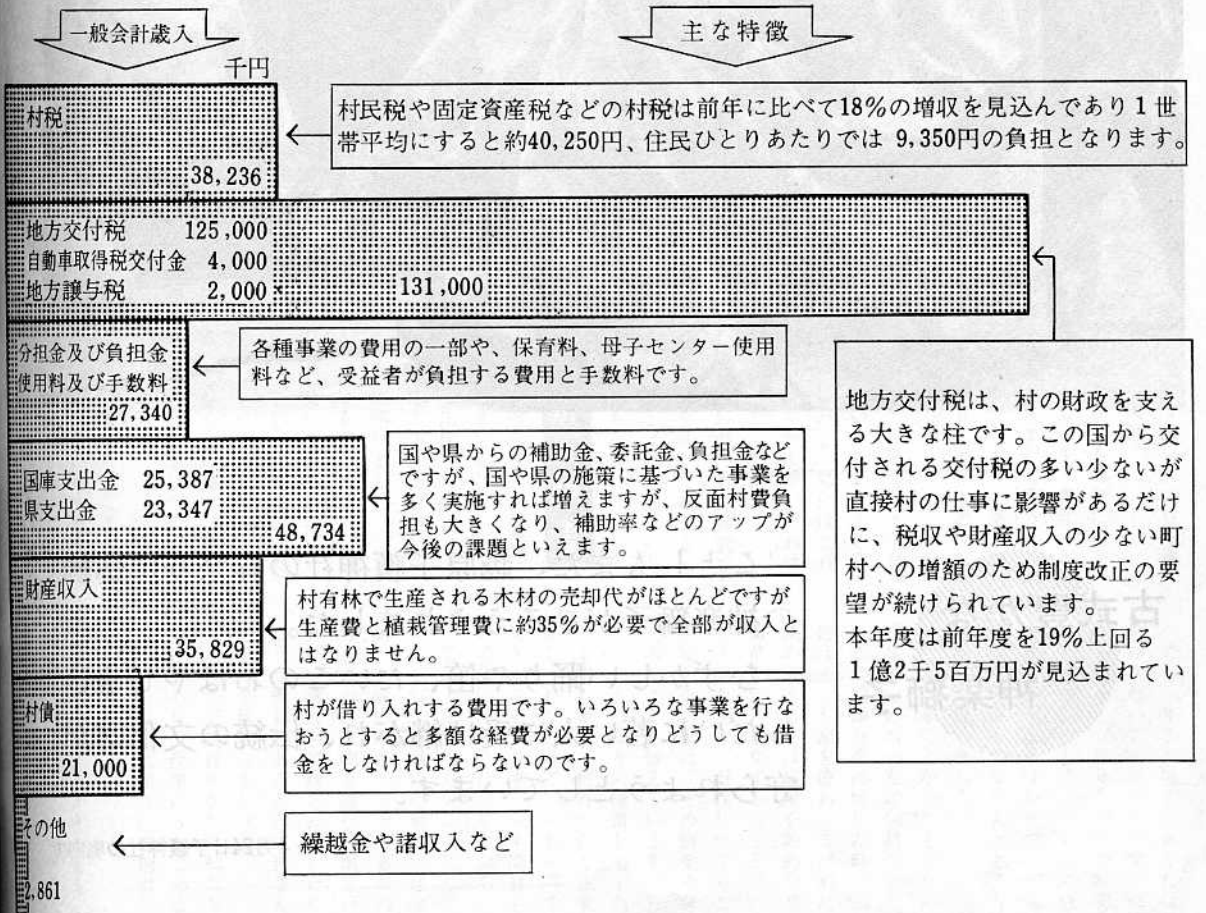 一般会計歳入
主な特徴
千円
村税
38,236
村民税や固定資産税などの村税は前年に比べて18%の増収を見込んであり1世
帯平均にすると約40,250円、住民ひとりあたりでは 9,350円の負担となります。
地方交付税 125,000
自動車取得税交付金 4,000
地方譲与税 2,000
131,000
分担金及び負担金
使用料及び手数料
27,340
各種事業の費用の一部や、保育料、母子センター使用
料など、受益者が負担する費用と手数料です。
国庫支出金 25,387
県支出金 23,347
48,734
国や県からの補助金、委託金、負担金など
ですが、国や県の施策に基づいた事業を
多く実施すれば増えますが、反面村費負
担も大きくなり、補助率などのアップが
今後の課題といえます。
地方交付税は、村の財政を支え
る大きな柱です。この国から交
付される交付税の多い少ないが
直接村の仕事に影響があるだけ
に、税収や財産収入の少ない町
村への増額のため制度改正の要
望が続けられています。
本年度は前年度を19%上回る
1億2千5百万円が見込まれてい
ます。
財産収入
35,829
村有林で生産される木材の売却代がほとんどですが
生産費と植栽管理費に約35%が必要で全部が収入と
はなりません。
村債
21,000
村が借り入れする費用です。いろいろな事業を行な
おうとすると多額な経費が必要となりどうしても借
金をしなければならないのです。
その他
2,861
繰越金や諸収入など